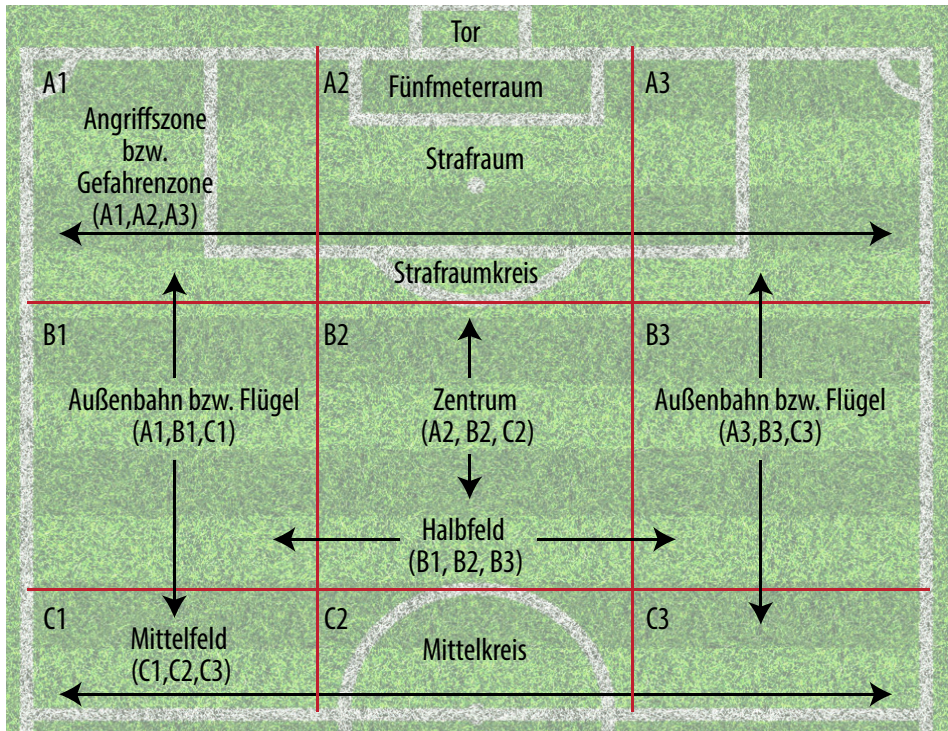 Tor
A1
A2
A3
Fünfmeterraum
Angriffszone
bzw.
Gefahrenzone
(A1,A2,A3)
Strafraum
Strafraumkreis
B1
B2
B3
Außenbahn bzw. Flügel
(A1,B1,C1)
Zentrum
(A2, B2, C2)
Außenbahn bzw. Flügel
(A3,B3,C3)
Halbfeld
(B1, B2, B3)
C1
C2
C3
Mittelfeld
(C1,C2,C3)
Mittelkreis